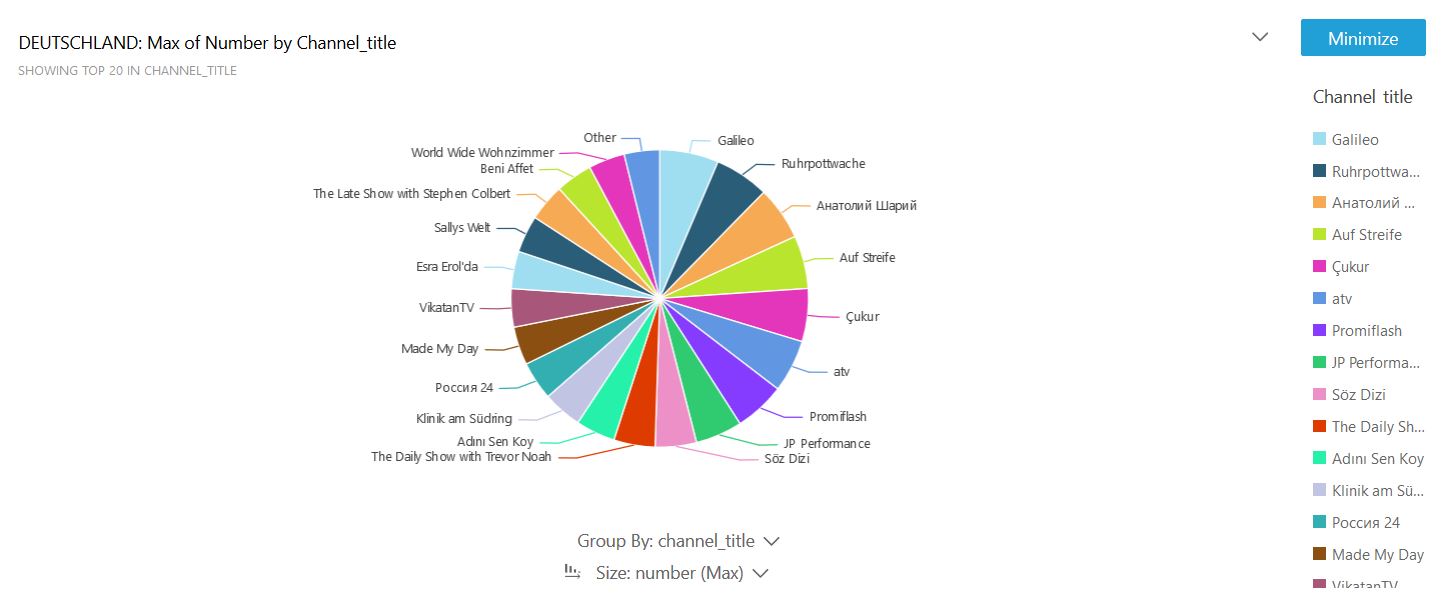 DEUTSCHLAND: Max of Number by Channel_title
Minimize
SHOWING TOP 20 IN CHANNEL_TITLE
Other
Galileo
World Wide Wohnzimmer
Ruhrpottwache
Beni Affet
The Late Show with Stephen Colbert
Анатолий Шарий
Sallys Welt
Auf Streife
Esra Erol'da
VikatanTV
Çukur
Made My Day
atv
Россия 24
Klinik am Südring
Promiflash
Adını Sen Koy
JP Performance
The Daily Show with Trevor Noah
Söz Dizi
Group By: channel_title
Size: number (Max)
Channel title
Galileo
Ruhrpottwa...
Анатолий ...
Auf Streife
Çukur
atv
Promiflash
JP Performa...
Söz Dizi
The Daily Sh...
Adını Sen Koy
Klinik am Sü...
Россия 24
Made My Day
VikatanTV